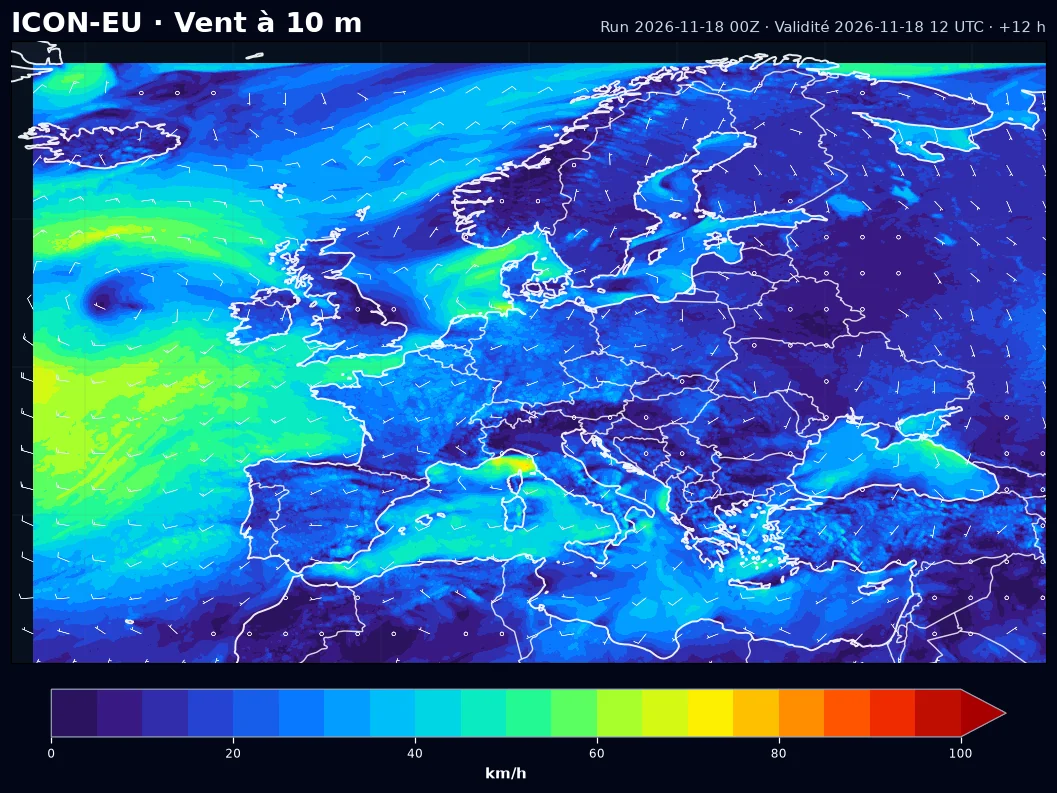 ICON-EU · Vent à 10 m
Run 2026-11-18 00Z · Validité 2026-11-18 12 UTC · +12 h
0 20 40 60 80 100
km/h